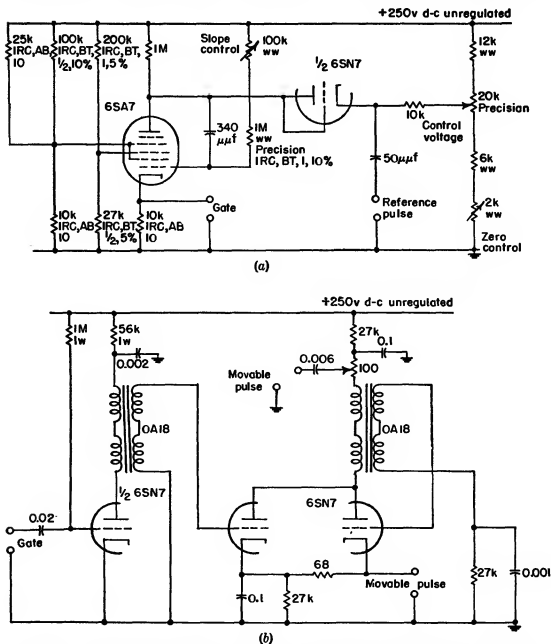 +250v d-c unregulated
25k
IRC, AB,
10
100k
IRC, BT,
½, 10%
200k
IRC, BT,
1, 5%
1M
Slope
control
100k
ww
½ 6SN7
12k
ww
20k
Precision
6SA7
340
μμf
1M
ww
Precision
IRC, BT, 1, 10%
10k
Control
voltage
6k
ww
50μμf
10k
IRC, AB
10
27k
IRC, BT,
½, 5%
10k
IRC, AB
10
Gate
Reference
pulse
2k
ww
Zero
control
(a)
+250v d-c unregulated
1M
1w
56k
1w
0.002
27k
0.1
Movable
pulse
0.006
100
0A18
0A18
½ 6SN7
6SN7
0.02
Gate
68
0.1
27k
Movable pulse
27k
0.001
(b)